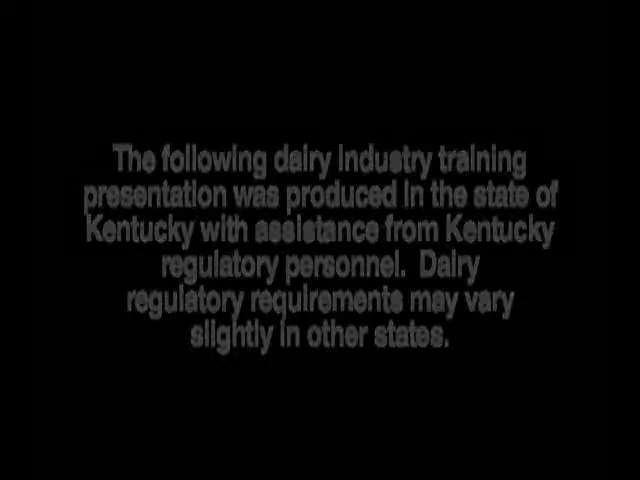 The following dairy industry training
presentation was produced in the state of
Kentucky with assistance from Kentucky
regulatory personnel.  Dairy
regulatory requirements may vary
slightly in other states.